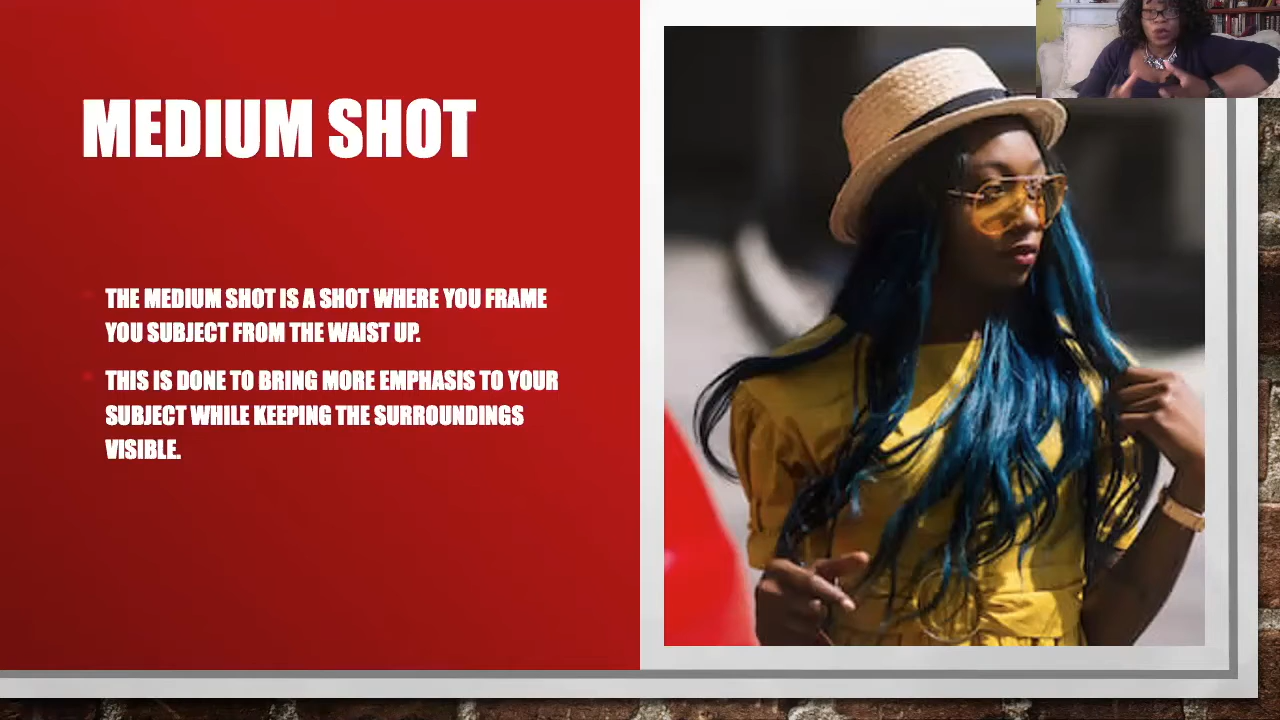 MEDIUM SHOT
THE MEDIUM SHOT IS A SHOT WHERE YOU FRAME
YOU SUBJECT FROM THE WAIST UP.
THIS IS DONE TO BRING MORE EMPHASIS TO YOUR
SUBJECT WHILE KEEPING THE SURROUNDINGS
VISIBLE.